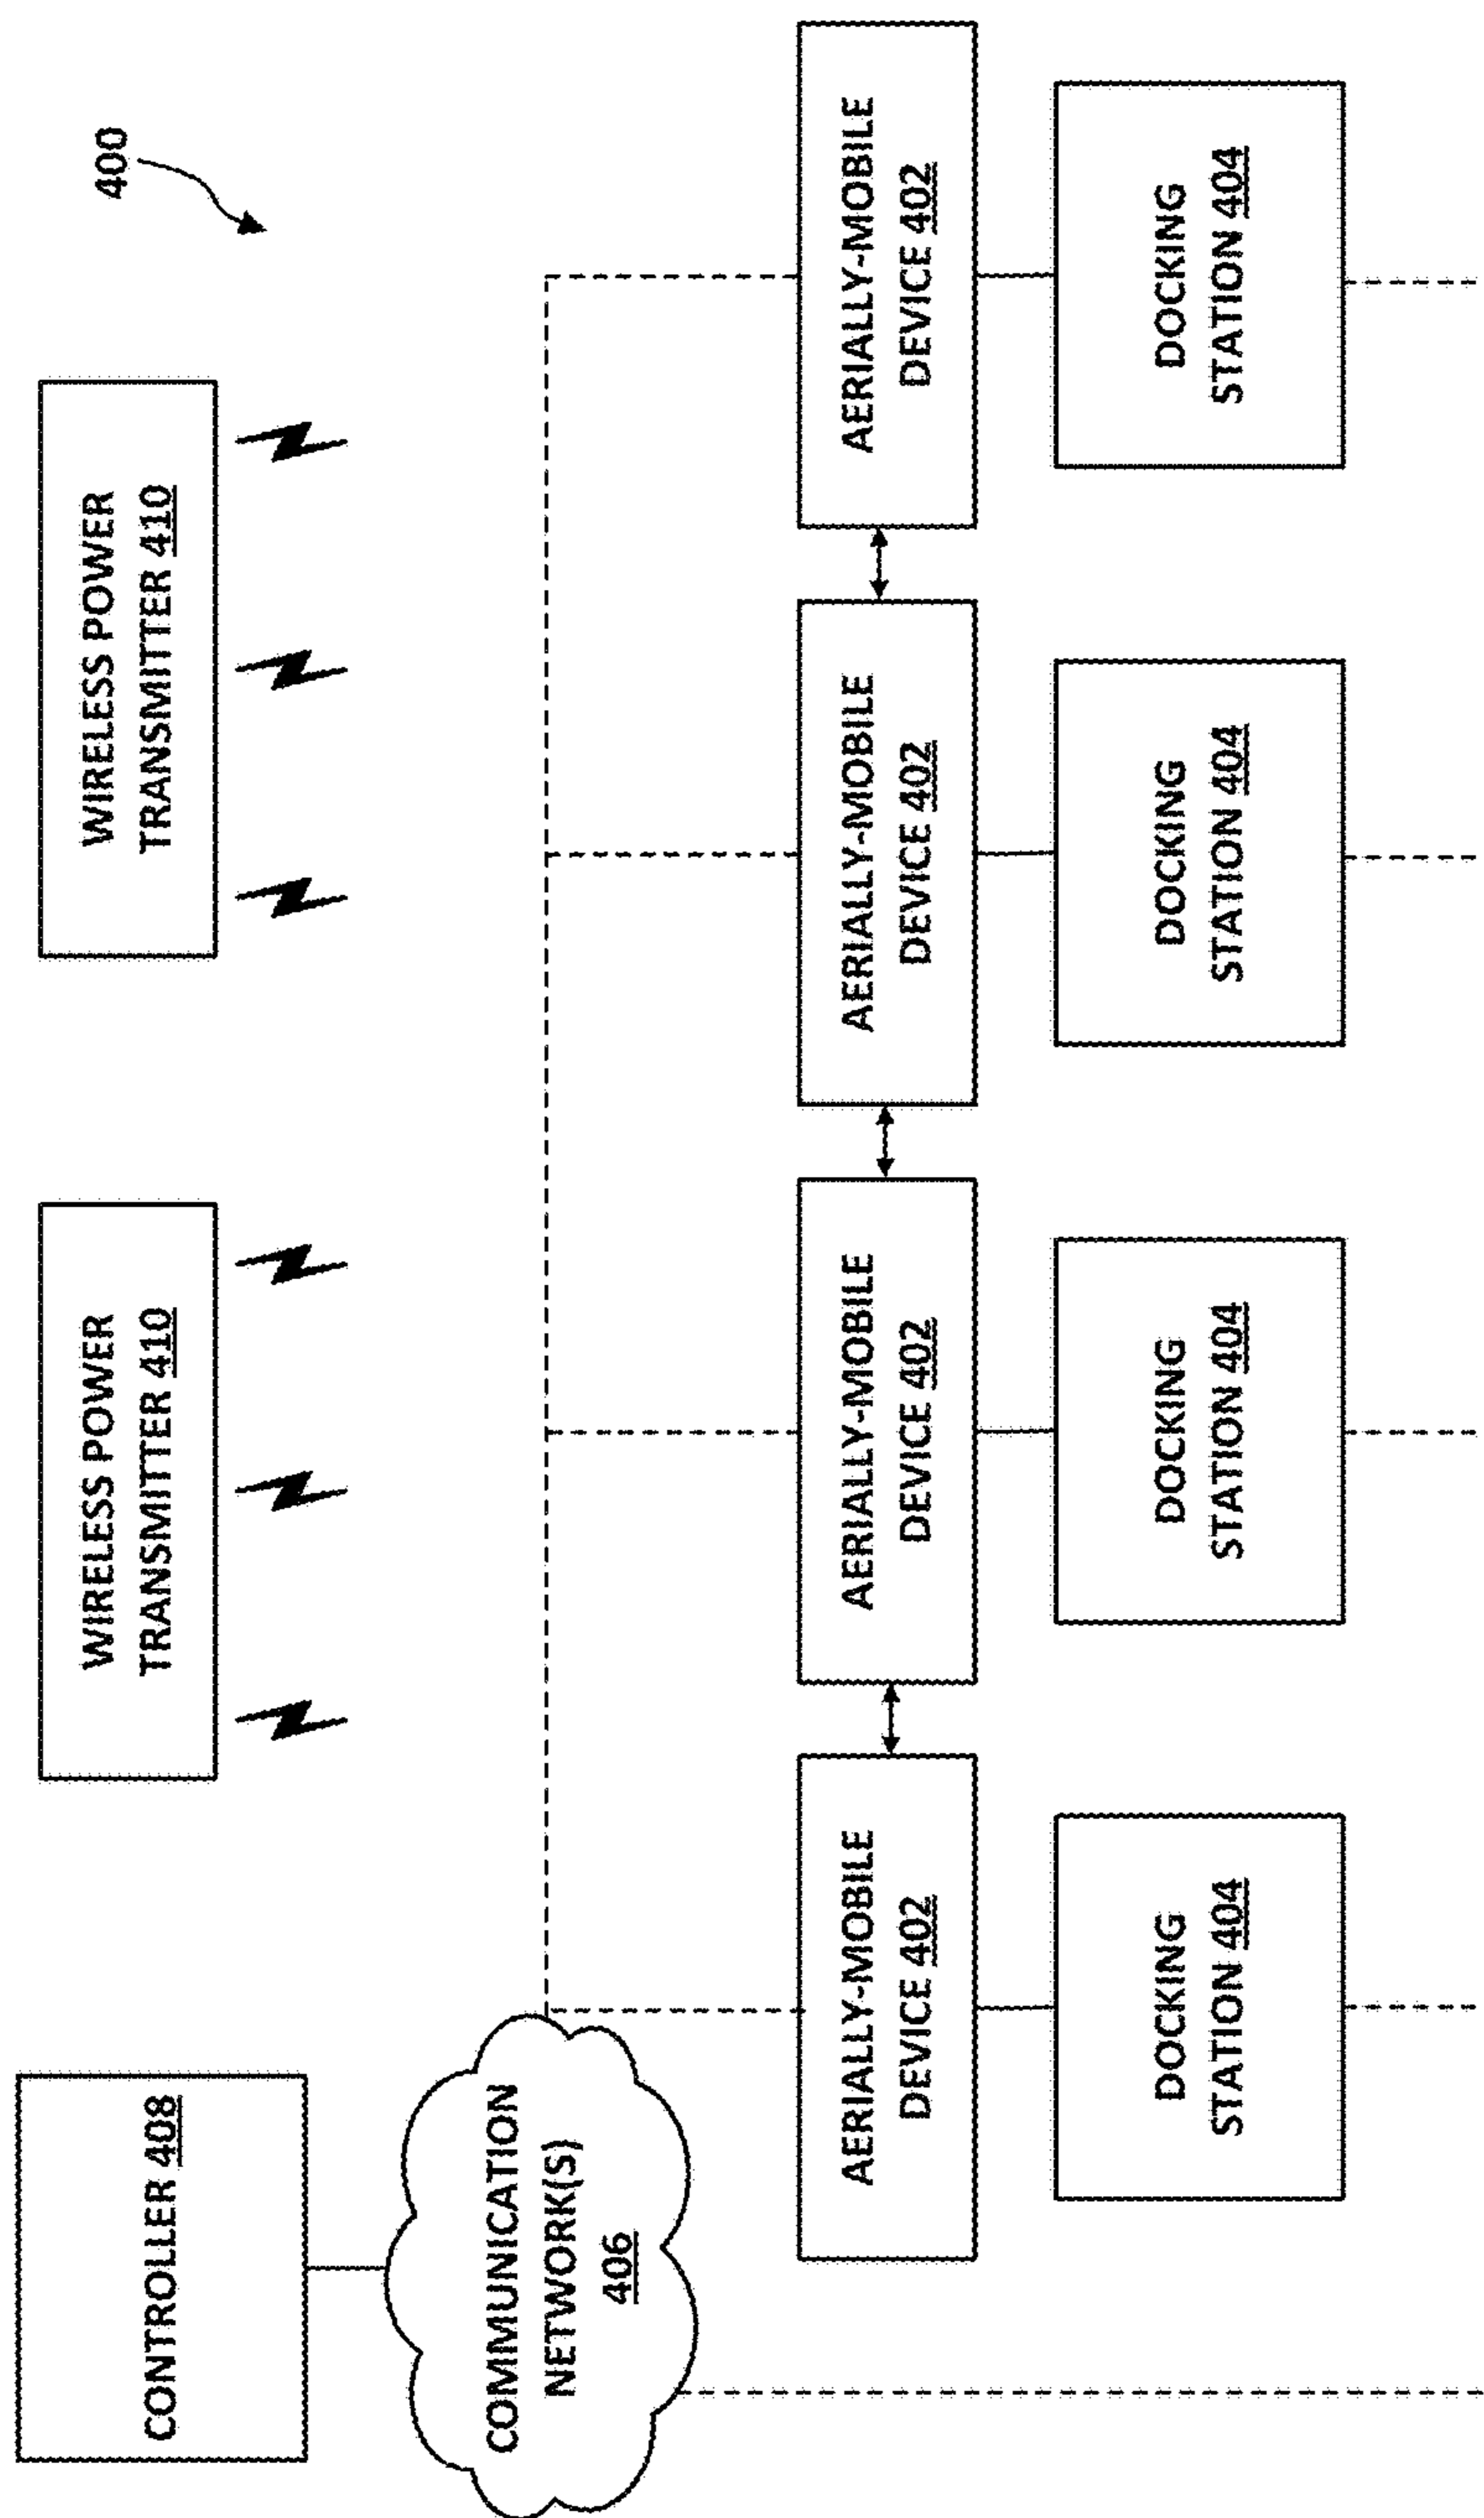 400
CONTROLLER 408
WIRELESS POWER
TRANSMITTER 410
WIRELESS POWER
TRANSMITTER 410
COMMUNICATION
NETWORK(S)
406
AERIALLY-MOBILE
DEVICE 402
AERIALLY-MOBILE
DEVICE 402
AERIALLY-MOBILE
DEVICE 402
AERIALLY-MOBILE
DEVICE 402
DOCKING
STATION 404
DOCKING
STATION 404
DOCKING
STATION 404
DOCKING
STATION 404